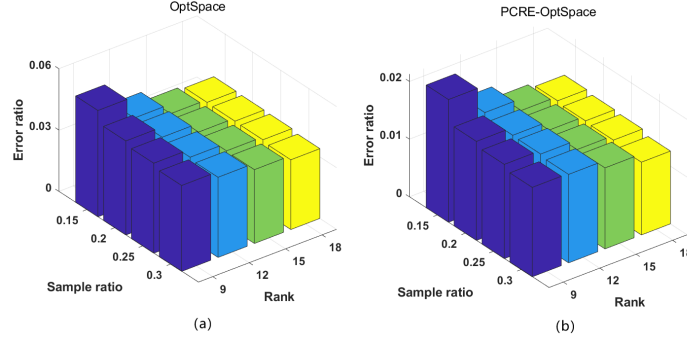 OptSpace
0.06
0.03
0
Error ratio
0.15
0.2
0.25
0.3
Sample ratio
9
12
15
18
Rank
(a)
PCRE-OptSpace
0.02
0.01
0
Error ratio
0.15
0.2
0.25
0.3
Sample ratio
9
12
15
18
Rank
(b)